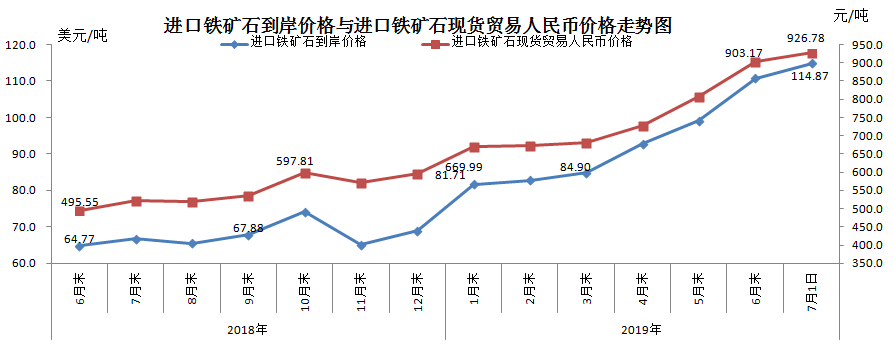 进口铁矿石到岸价格与进口铁矿石现货贸易人民币价格走势图
美元/吨
元/吨
进口铁矿石到岸价格
进口铁矿石现货贸易人民币价格
120.0
110.0
100.0
90.0
80.0
70.0
60.0
950.0
900.0
850.0
800.0
750.0
700.0
650.0
600.0
550.0
500.0
450.0
400.0
350.0
495.55
597.81
669.99
903.17
926.78
64.77
67.88
81.71
84.90
114.87
6月末
7月末
8月末
9月末
10月末
11月末
12月末
1月末
2月末
3月末
4月末
5月末
6月末
7月1日
2018年
2019年